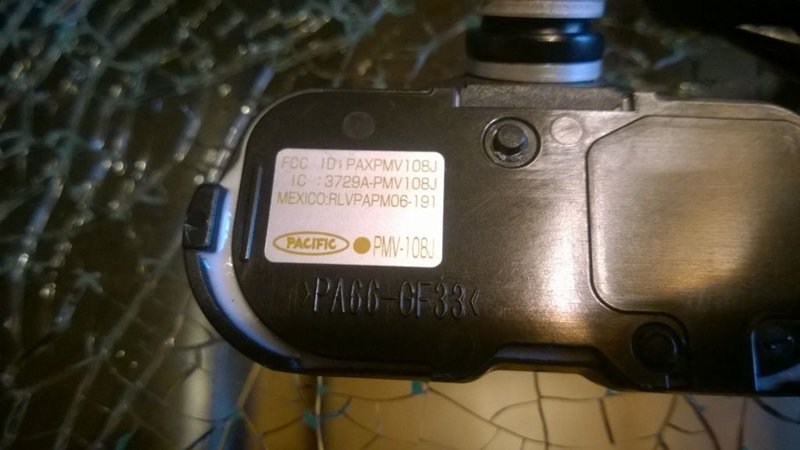 FCC ID:PAXPMV108J
IC :3729A-PMV108J
MEXICO:RLVPAPM06-191
PACIFIC ●PMV-108J
>PA66-GF33<